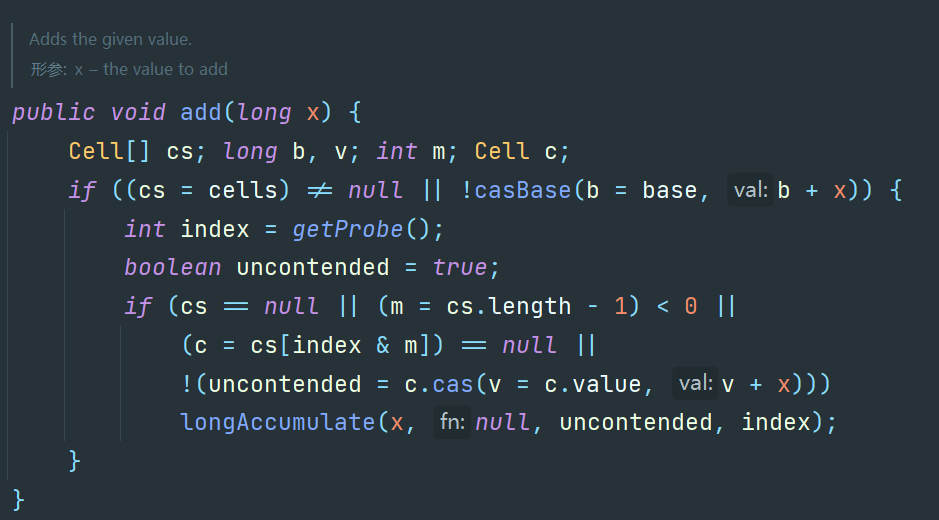 Adds the given value.
形参: x – the value to add
public void add(long x) {
    Cell[] cs; long b, v; int m; Cell c;
    if ((cs = cells) != null || !casBase(b = base, val: b + x)) {
        int index = getProbe();
        boolean uncontended = true;
        if (cs == null || (m = cs.length - 1) < 0 ||
            (c = cs[index & m]) == null ||
            !(uncontended = c.cas(v = c.value, val: v + x)))
            longAccumulate(x, fn: null, uncontended, index);
    }
}